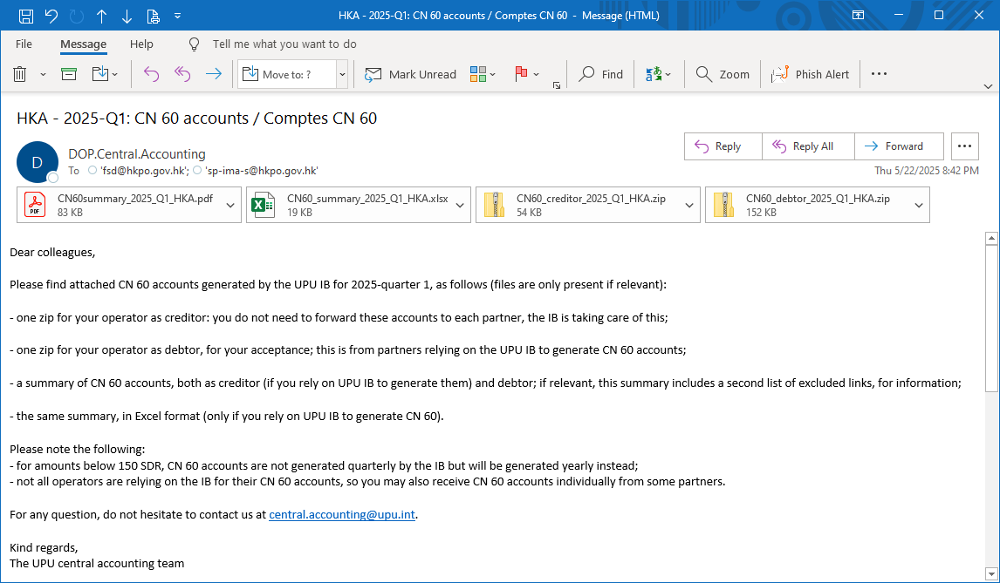 HKA - 2025-Q1: CN 60 accounts / Comptes CN 60 - Message (HTML)
File Message Help Tell me what you want to do
Move to: ? Mark Unread Find Zoom Phish Alert
HKA - 2025-Q1: CN 60 accounts / Comptes CN 60
D
DOP.Central.Accounting
To 'fsd@hkpo.gov.hk'; 'sp-ima-s@hkpo.gov.hk'
Reply Reply All Forward
Thu 5/22/2025 8:42 PM
PDF
CN60summary_2025_Q1_HKA.pdf
83 KB
CN60_summary_2025_Q1_HKA.xlsx
19 KB
CN60_creditor_2025_Q1_HKA.zip
54 KB
CN60_debtor_2025_Q1_HKA.zip
152 KB
Dear colleagues,
Please find attached CN 60 accounts generated by the UPU IB for 2025-quarter 1, as follows (files are only present if relevant):
- one zip for your operator as creditor: you do not need to forward these accounts to each partner, the IB is taking care of this;
- one zip for your operator as debtor, for your acceptance; this is from partners relying on the UPU IB to generate CN 60 accounts;
- a summary of CN 60 accounts, both as creditor (if you rely on UPU IB to generate them) and debtor; if relevant, this summary includes a second list of excluded links, for information;
- the same summary, in Excel format (only if you rely on UPU IB to generate CN 60).
Please note the following:
- for amounts below 150 SDR, CN 60 accounts are not generated quarterly by the IB but will be generated yearly instead;
- not all operators are relying on the IB for their CN 60 accounts, so you may also receive CN 60 accounts individually from some partners.
For any question, do not hesitate to contact us at central.accounting@upu.int.
Kind regards,
The UPU central accounting team